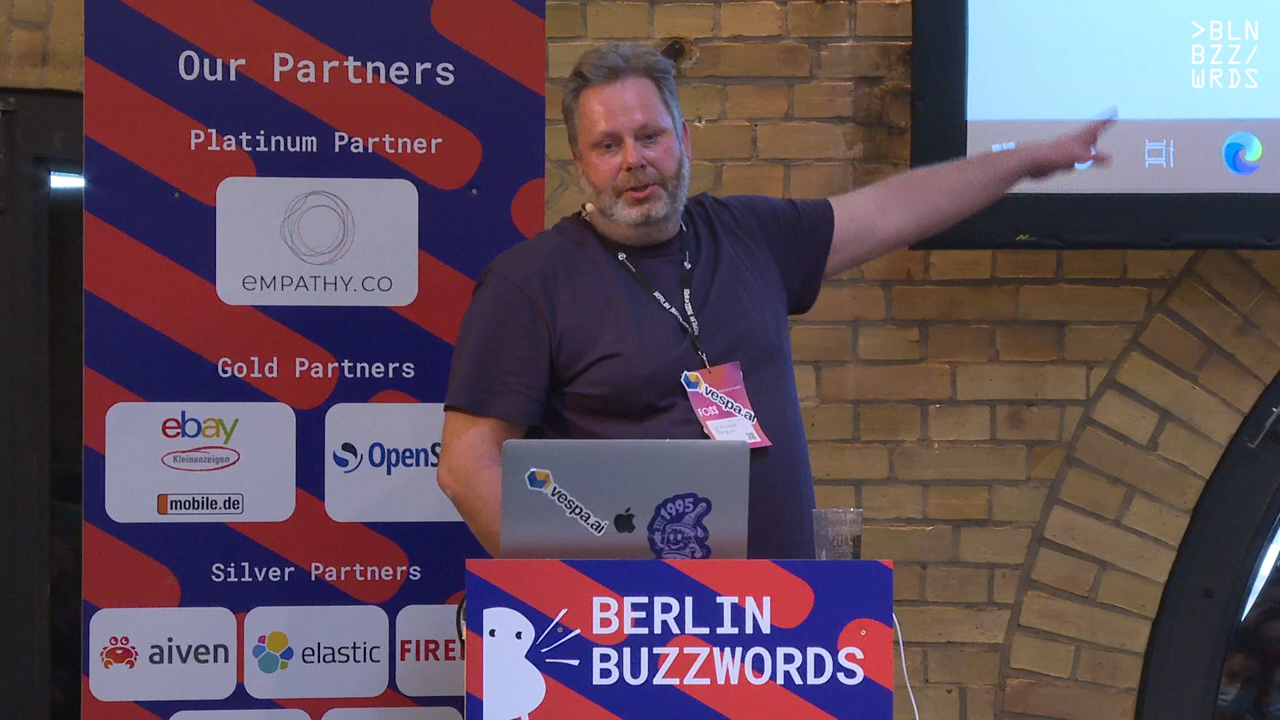 Our Partners
Platinum Partner
eMPATHY.CO
Gold Partners
ebay
Kleinanzeigen
mobile.de
OpenS
Silver Partners
aiven
elastic
FIRE
>BLN
BZZ/
WRDS
vespa.ai
FOSS
vespa.ai
1995
BERLIN
BUZZWORDS